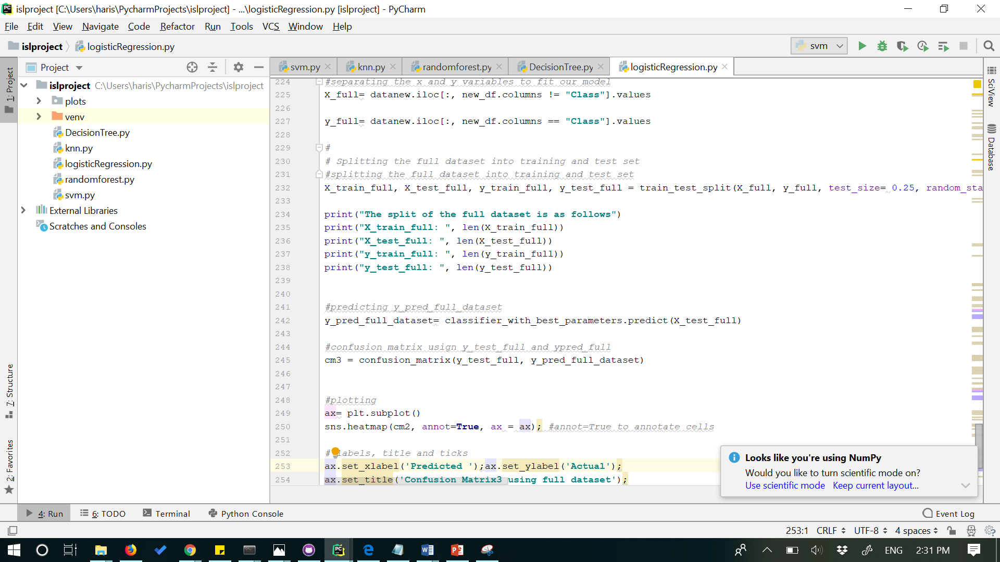 islproject [C:\Users\haris\PycharmProjects\islproject] - ...\logisticRegression.py [islproject] - PyCharm
File Edit View Navigate Code Refactor Run Tools VCS Window Help
islproject logisticRegression.py svm
1: Project
Project
svm.py knn.py randomforest.py DecisionTree.py logisticRegression.py
islproject C:\Users\haris\PycharmProjects\islproject
plots
venv
DecisionTree.py
knn.py
logisticRegression.py
randomforest.py
svm.py
External Libraries
Scratches and Consoles
7: Structure
2: Favorites
224 #separating the x and y variables to fit our model
225 X_full= datanew.iloc[:, new_df.columns != "Class"].values
226
227 y_full= datanew.iloc[:, new_df.columns == "Class"].values
228
229 #
230 # Splitting the full dataset into training and test set
231 #splitting the full dataset into training and test set
232 X_train_full, X_test_full, y_train_full, y_test_full = train_test_split(X_full, y_full, test_size= 0.25, random_sta
233
234 print("The split of the full dataset is as follows")
235 print("X_train_full: ", len(X_train_full))
236 print("X_test_full: ", len(X_test_full))
237 print("y_train_full: ", len(y_train_full))
238 print("y_test_full: ", len(y_test_full))
239
240
241 #predicting y_pred_full_dataset
242 y_pred_full_dataset= classifier_with_best_parameters.predict(X_test_full)
243
244 #confusion matrix usign y_test_full and ypred_full
245 cm3 = confusion_matrix(y_test_full, y_pred_full_dataset)
246
247
248 #plotting
249 ax= plt.subplot()
250 sns.heatmap(cm2, annot=True, ax = ax); #annot=True to annotate cells
251
252 # labels, title and ticks
253 ax.set_xlabel('Predicted ');ax.set_ylabel('Actual');
254 ax.set_title('Confusion Matrix3 using full dataset');
SciView
Database
Looks like you're using NumPy
Would you like to turn scientific mode on?
Use scientific mode Keep current layout...
4: Run 6: TODO Terminal Python Console Event Log
253:1 CRLF UTF-8 4 spaces
ENG 2:31 PM